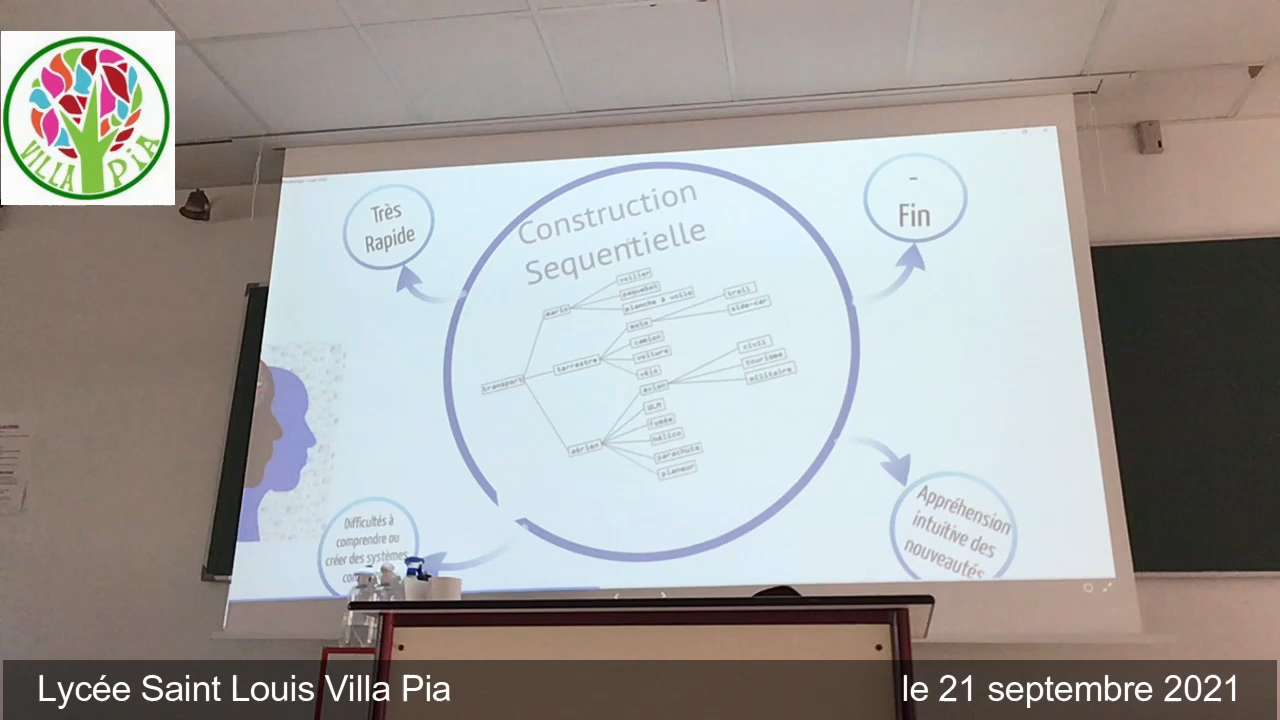 VILLA PIA
Très
Rapide
-
Fin
Construction
Sequentielle
voilier
paquebot
planche à voile
marin
trail
side-car
moto
camion
voiture
vélo
terrestre
transport
civil
tourisme
militaire
avion
ULM
fusée
hélico
parachute
planeur
aérien
Difficultés à
comprendre ou
créer des systèmes
Appréhension
intuitive des
nouveautés
Lycée Saint Louis Villa Pia
le 21 septembre 2021